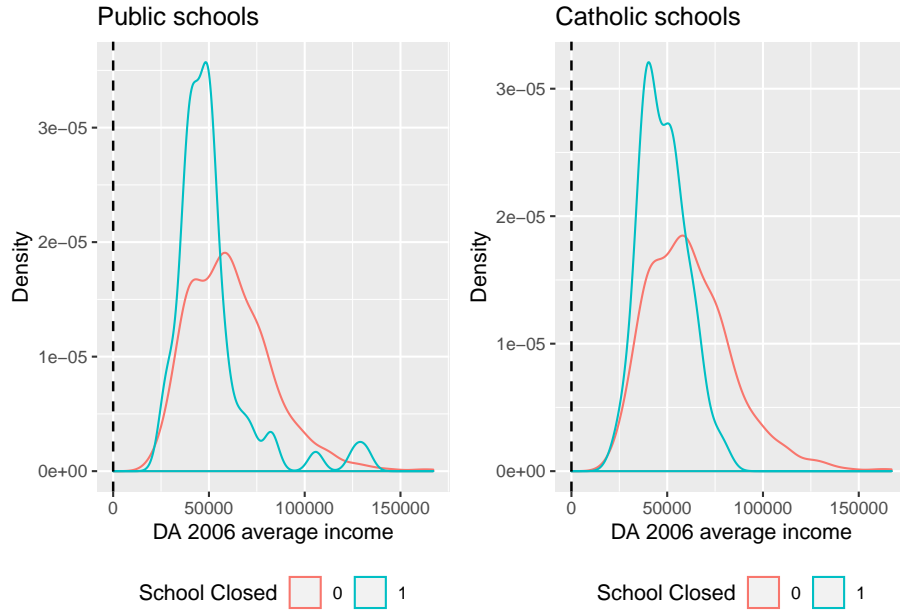 Public schools
Density
3e−05
2e−05
1e−05
0e+00
0 50000 100000 150000
DA 2006 average income
School Closed 0 1
Catholic schools
Density
3e−05
2e−05
1e−05
0e+00
0 50000 100000 150000
DA 2006 average income
School Closed 0 1